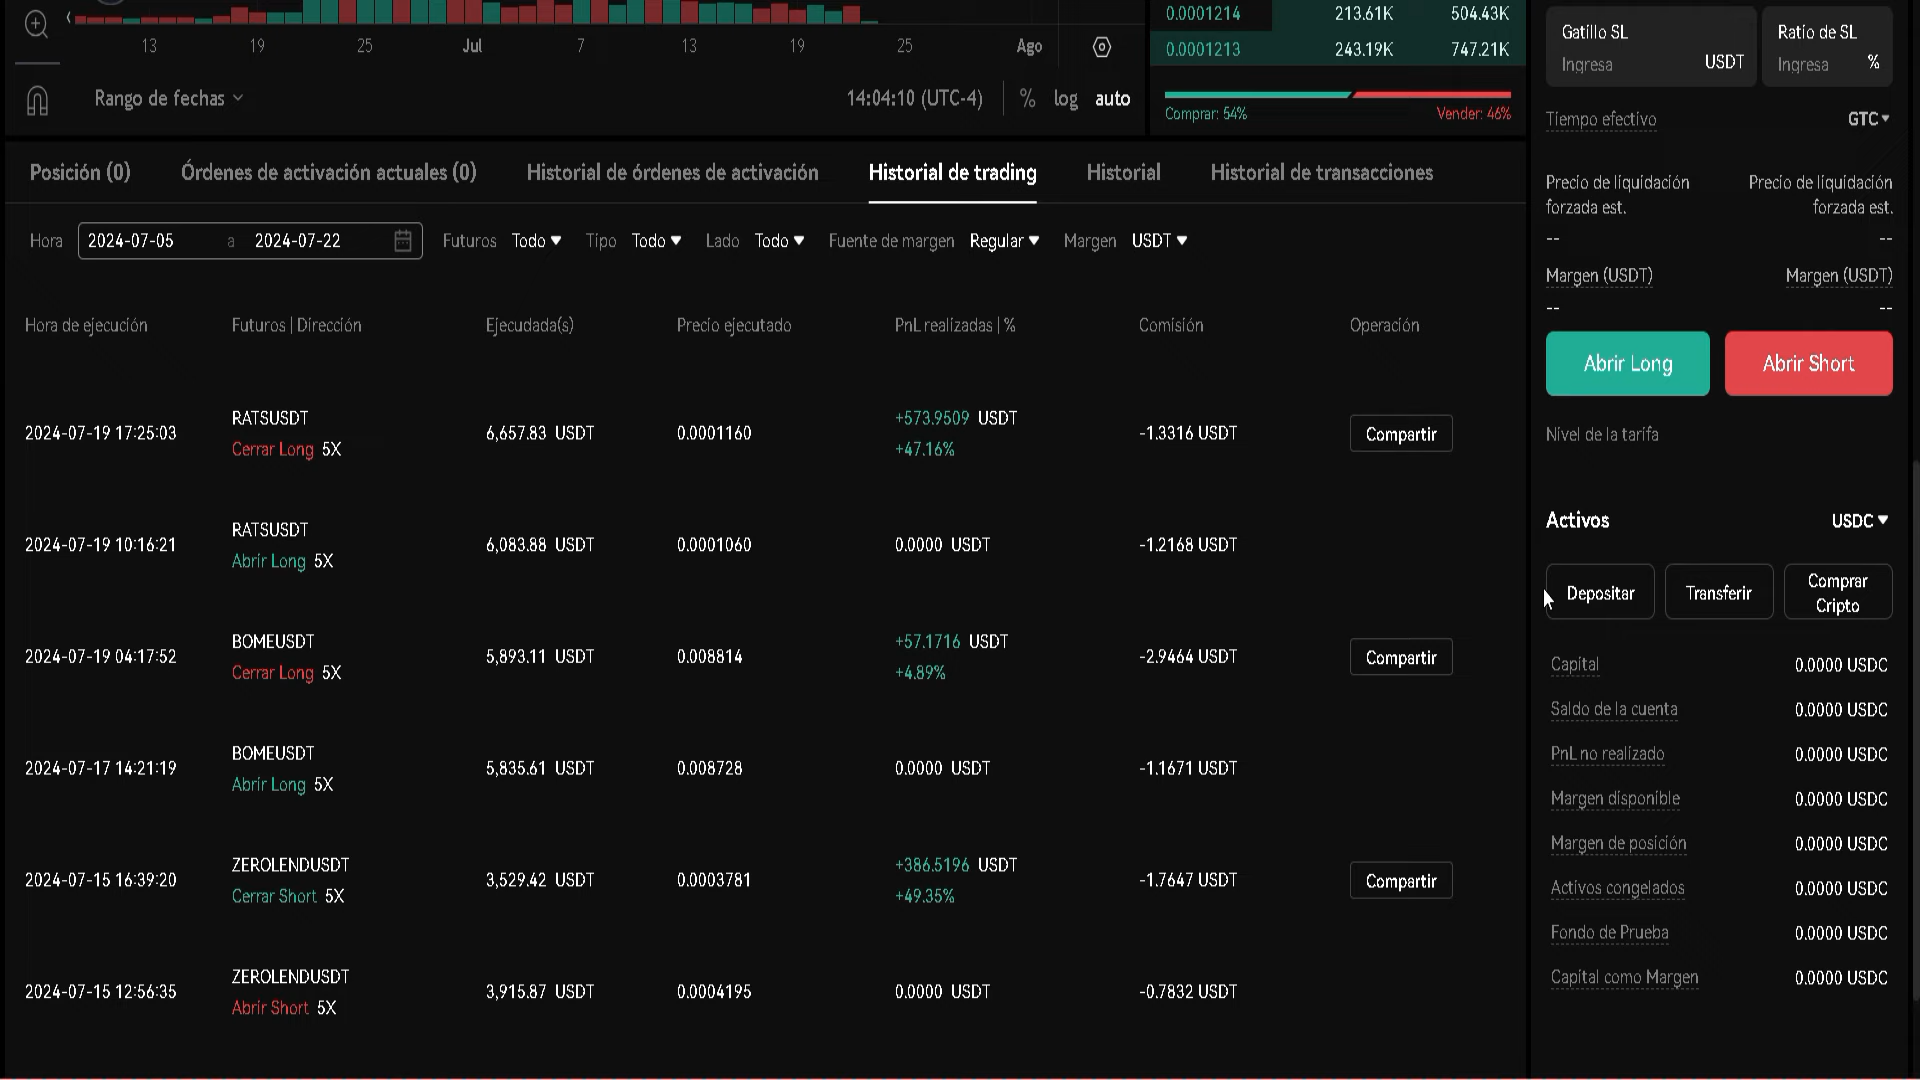 0.0001214 213.61K 504.43K
0.0001213 243.19K 747.21K
13 19 25 Jul 7 13 19 25 Ago
Rango de fechas 14:04:10 (UTC-4) % log auto
Comprar: 54% Vender: 46%
Posición (0) Órdenes de activación actuales (0) Historial de órdenes de activación Historial de trading Historial Historial de transacciones
Hora 2024-07-05 a 2024-07-22 Futuros Todo Tipo Todo Lado Todo Fuente de margen Regular Margen USDT
Hora de ejecución Futuros | Dirección Ejecudada(s) Precio ejecutado PnL realizadas | % Comisión Operación
2024-07-19 17:25:03 RATSUSDT 6,657.83 USDT 0.0001160 +573.9509 USDT -1.3316 USDT Compartir
Cerrar Long 5X +47.16%
2024-07-19 10:16:21 RATSUSDT 6,083.88 USDT 0.0001060 0.0000 USDT -1.2168 USDT
Abrir Long 5X
2024-07-19 04:17:52 BOMEUSDT 5,893.11 USDT 0.008814 +57.1716 USDT -2.9464 USDT Compartir
Cerrar Long 5X +4.89%
2024-07-17 14:21:19 BOMEUSDT 5,835.61 USDT 0.008728 0.0000 USDT -1.1671 USDT
Abrir Long 5X
2024-07-15 16:39:20 ZEROLENDUSDT 3,529.42 USDT 0.0003781 +386.5196 USDT -1.7647 USDT Compartir
Cerrar Short 5X +49.35%
2024-07-15 12:56:35 ZEROLENDUSDT 3,915.87 USDT 0.0004195 0.0000 USDT -0.7832 USDT
Abrir Short 5X
Gatillo SL Ratio de SL
Ingresa USDT Ingresa %
Tiempo efectivo GTC
Precio de liquidación Precio de liquidación
forzada est. forzada est.
-- --
Margen (USDT) Margen (USDT)
-- --
Abrir Long Abrir Short
Nivel de la tarifa
Activos USDC
Depositar Transferir Comprar
Cripto
Capital 0.0000 USDC
Saldo de la cuenta 0.0000 USDC
PnL no realizado 0.0000 USDC
Margen disponible 0.0000 USDC
Margen de posición 0.0000 USDC
Activos congelados 0.0000 USDC
Fondo de Prueba 0.0000 USDC
Capital como Margen 0.0000 USDC